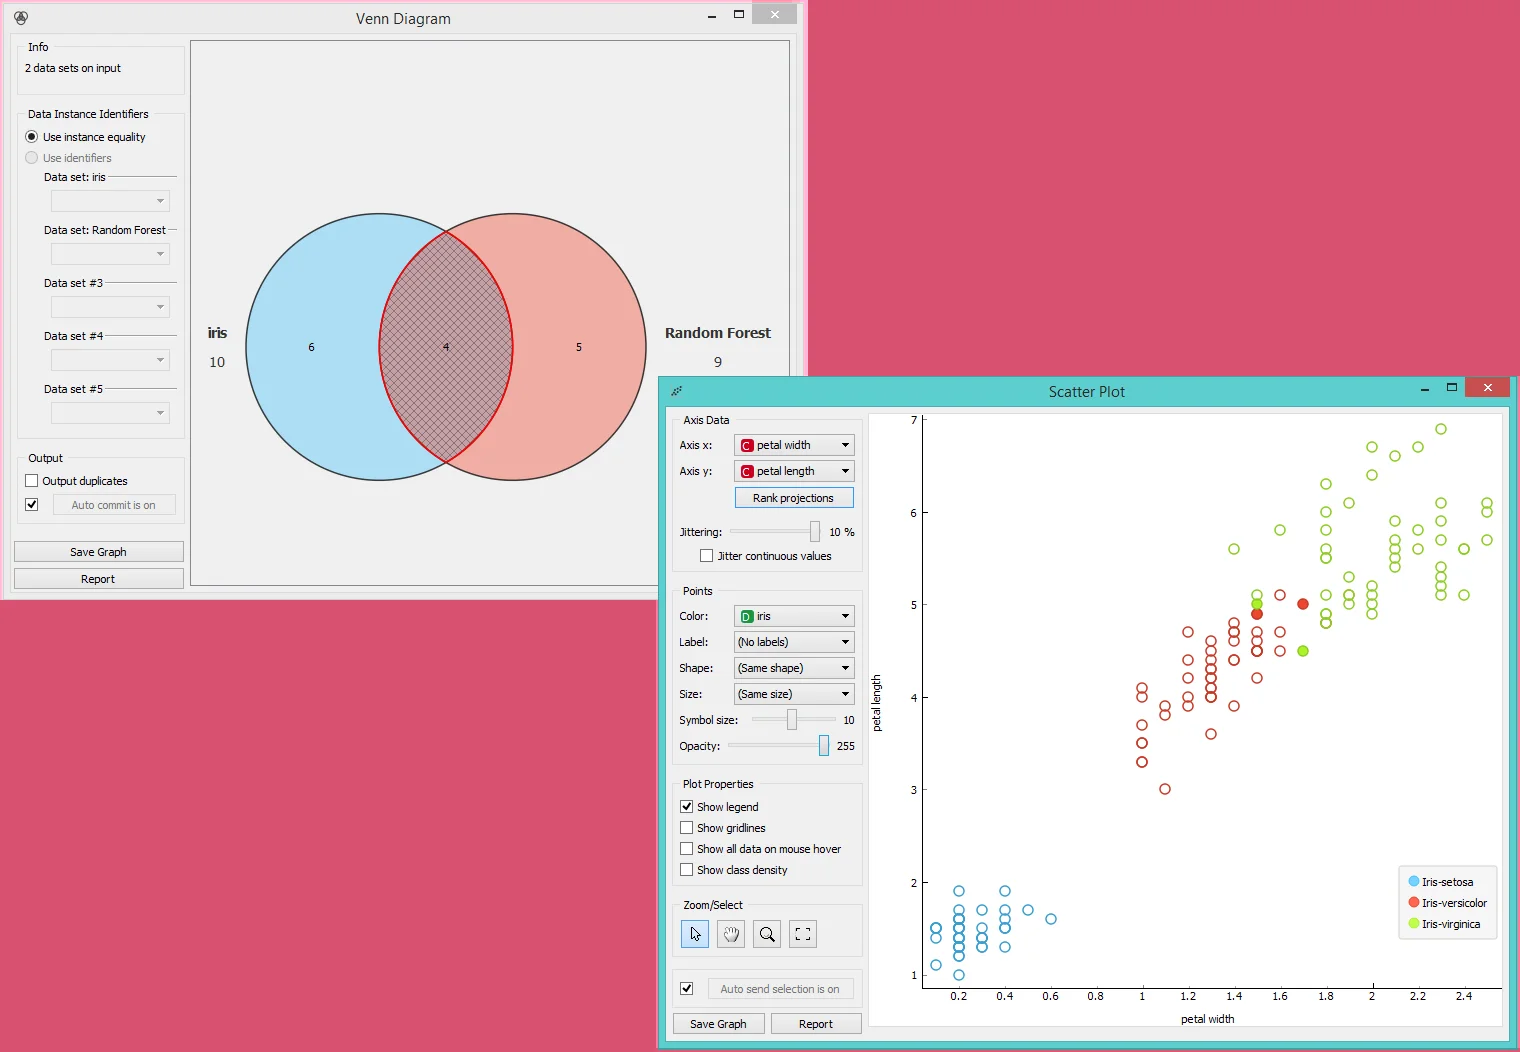 Venn Diagram
Info
2 data sets on input
Data Instance Identifiers
Use instance equality
Use identifiers
Data set: iris
Data set: Random Forest
Data set #3
Data set #4
Data set #5
Output
Output duplicates
Auto commit is on
Save Graph
Report
iris
10
6
4
5
Random Forest
9
Scatter Plot
Axis Data
Axis x: C petal width
Axis y: C petal length
Rank projections
Jittering: 10 %
Jitter continuous values
Points
Color: D iris
Label: (No labels)
Shape: (Same shape)
Size: (Same size)
Symbol size: 10
Opacity: 255
Plot Properties
Show legend
Show gridlines
Show all data on mouse hover
Show class density
Zoom/Select
Auto send selection is on
Save Graph Report
7
6
5
4
3
2
1
petal length
0.2 0.4 0.6 0.8 1 1.2 1.4 1.6 1.8 2 2.2 2.4
petal width
Iris-setosa
Iris-versicolor
Iris-virginica